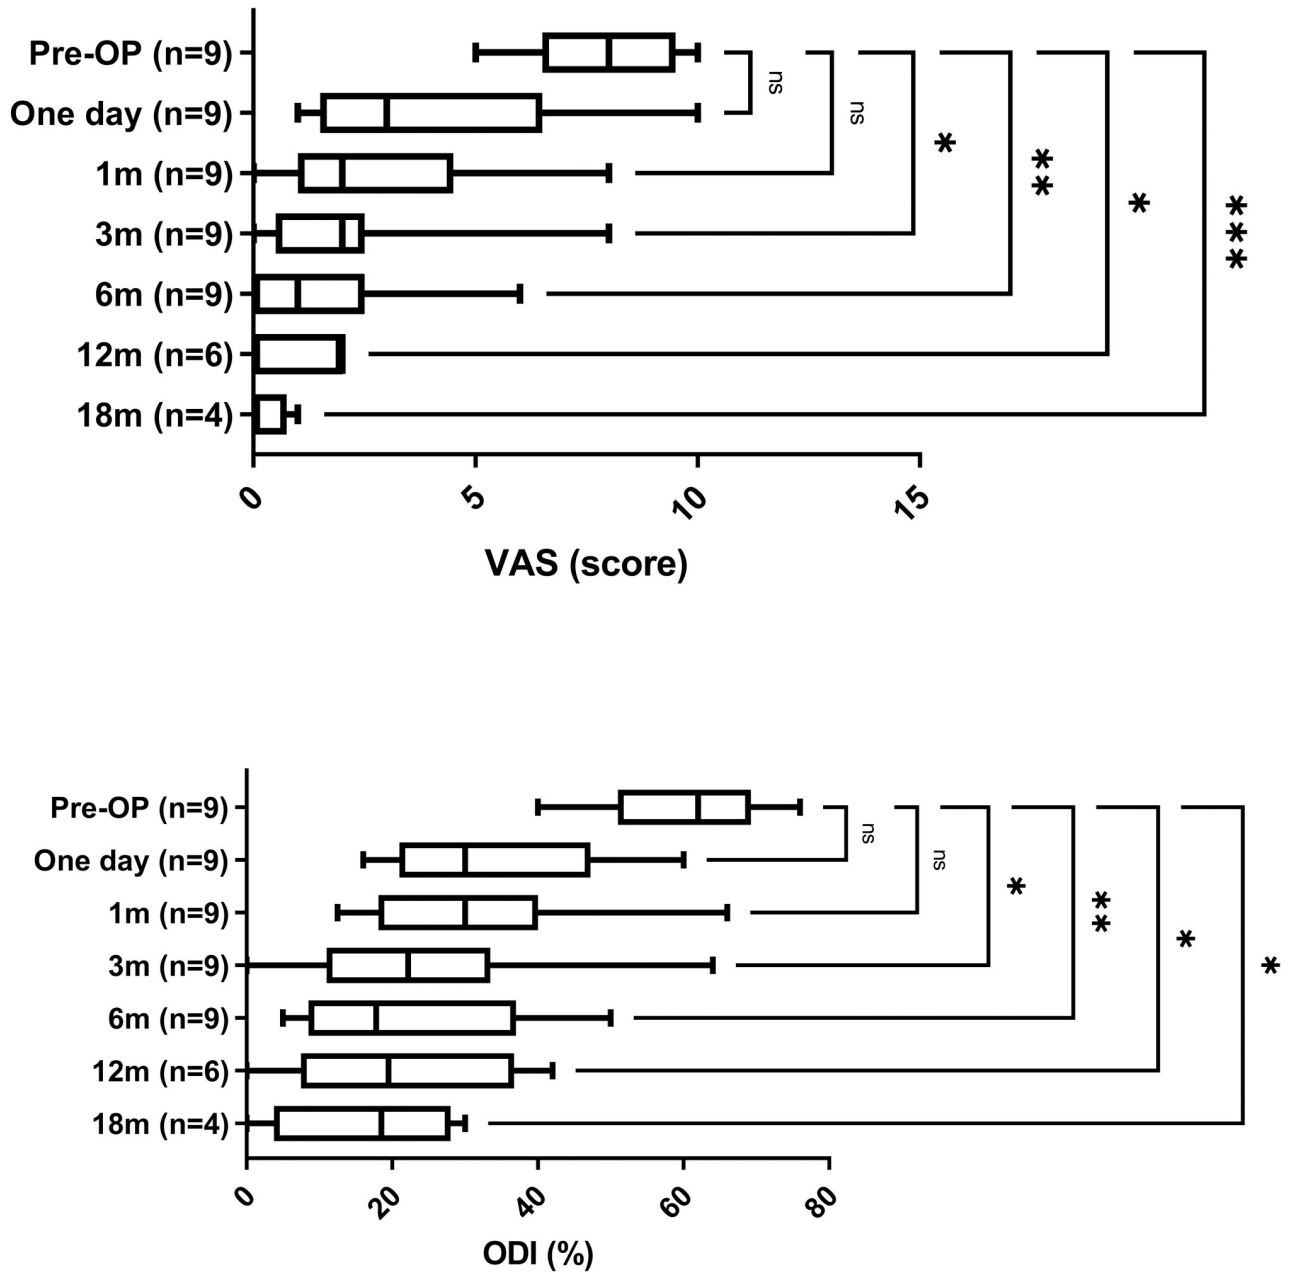 Pre-OP (n=9)
ns
One day (n=9)
ns
1m (n=9)
*
**
3m (n=9)
*
***
6m (n=9)
12m (n=6)
18m (n=4)
0 5 10 15
VAS (score)
Pre-OP (n=9)
ns
One day (n=9)
ns
*
1m (n=9)
**
*
3m (n=9)
*
6m (n=9)
12m (n=6)
18m (n=4)
0 20 40 60 80
ODI (%)